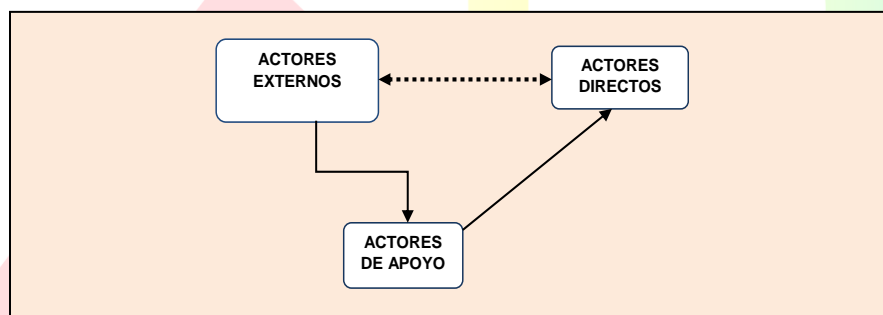 ACTORES
EXTERNOS
ACTORES
DIRECTOS
ACTORES
DE APOYO